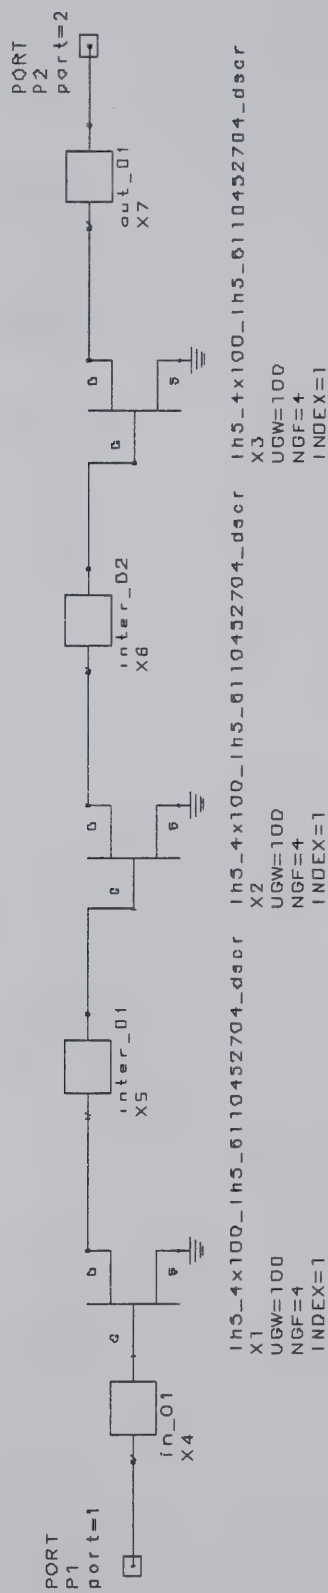 PORT
P1
port=1
in_01
X4
G
D
S
lh5_4x100_lh5_6110452704_dscr
X1
UGW=100
NGF=4
INDEX=1
inter_01
X5
G
D
S
lh5_4x100_lh5_6110452704_dscr
X2
UGW=100
NGF=4
INDEX=1
inter_02
X6
G
D
S
lh5_4x100_lh5_6110452704_dscr
X3
UGW=100
NGF=4
INDEX=1
out_01
X7
PORT
P2
port=2